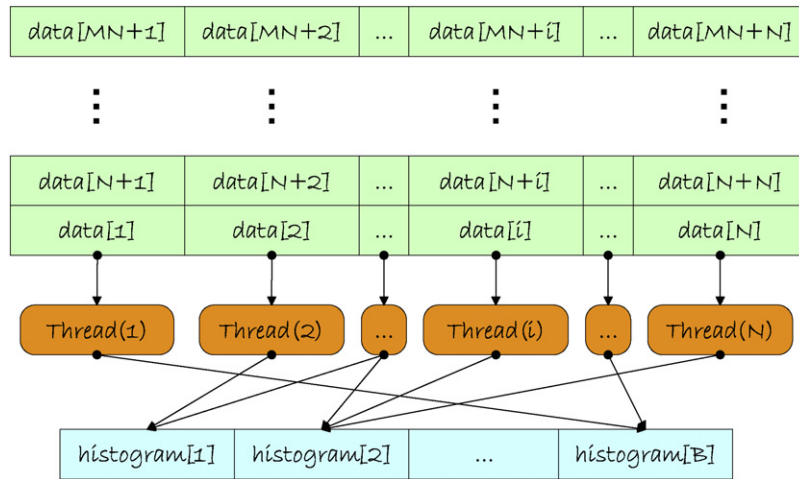 data[MN+1] data[MN+2] ... data[MN+i] ... data[MN+N]
data[N+1] data[N+2] ... data[N+i] ... data[N+N]
data[1] data[2] ... data[i] ... data[N]
Thread(1) Thread(2) ... Thread(i) ... Thread(N)
histogram[1] histogram[2] ... histogram[B]